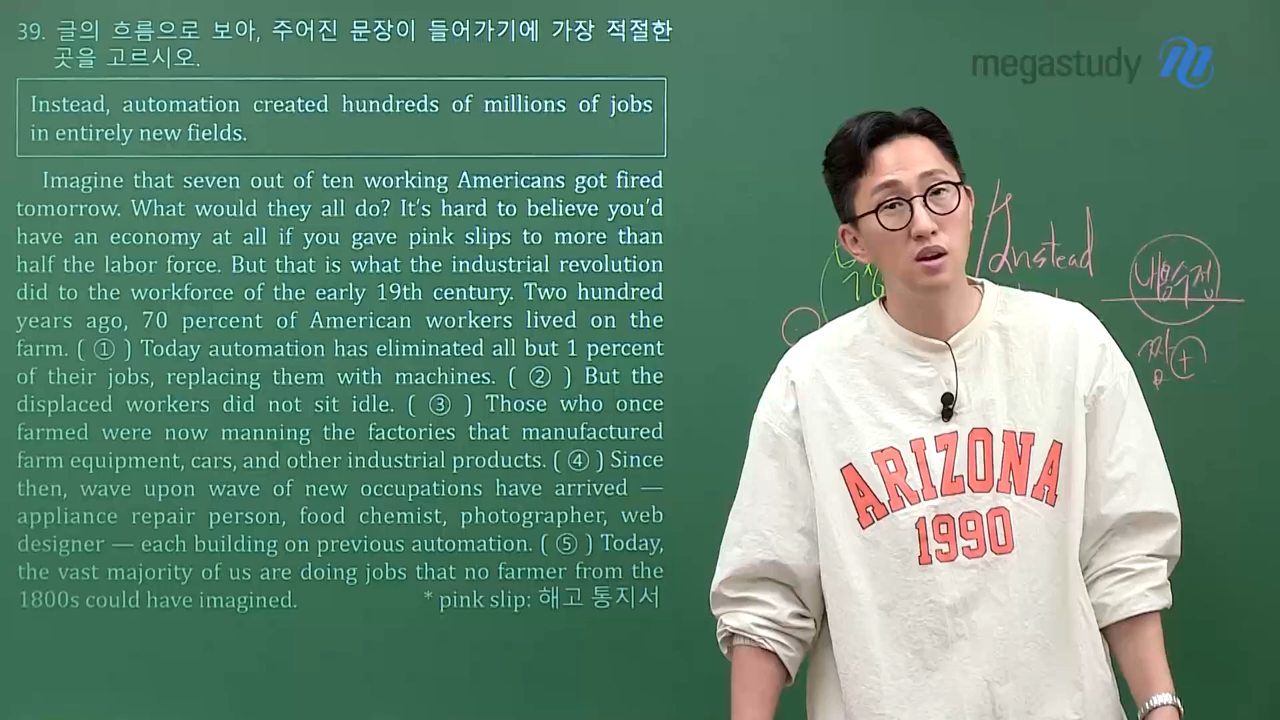 39. 글의 흐름으로 보아, 주어진 문장이 들어가기에 가장 적절한
곳을 고르시오.
Instead, automation created hundreds of millions of jobs
in entirely new fields.
Imagine that seven out of ten working Americans got fired
tomorrow. What would they all do? It's hard to believe you'd
have an economy at all if you gave pink slips to more than
half the labor force. But that is what the industrial revolution
did to the workforce of the early 19th century. Two hundred
years ago, 70 percent of American workers lived on the
farm. ( ① ) Today automation has eliminated all but 1 percent
of their jobs, replacing them with machines. ( ② ) But the
displaced workers did not sit idle. ( ③ ) Those who once
farmed were now manning the factories that manufactured
farm equipment, cars, and other industrial products. ( ④ ) Since
then, wave upon wave of new occupations have arrived —
appliance repair person, food chemist, photographer, web
designer — each building on previous automation. ( ⑤ ) Today,
the vast majority of us are doing jobs that no farmer from the
1800s could have imagined.
* pink slip: 해고 통지서
megastudy
Instead
ARIZONA
1990